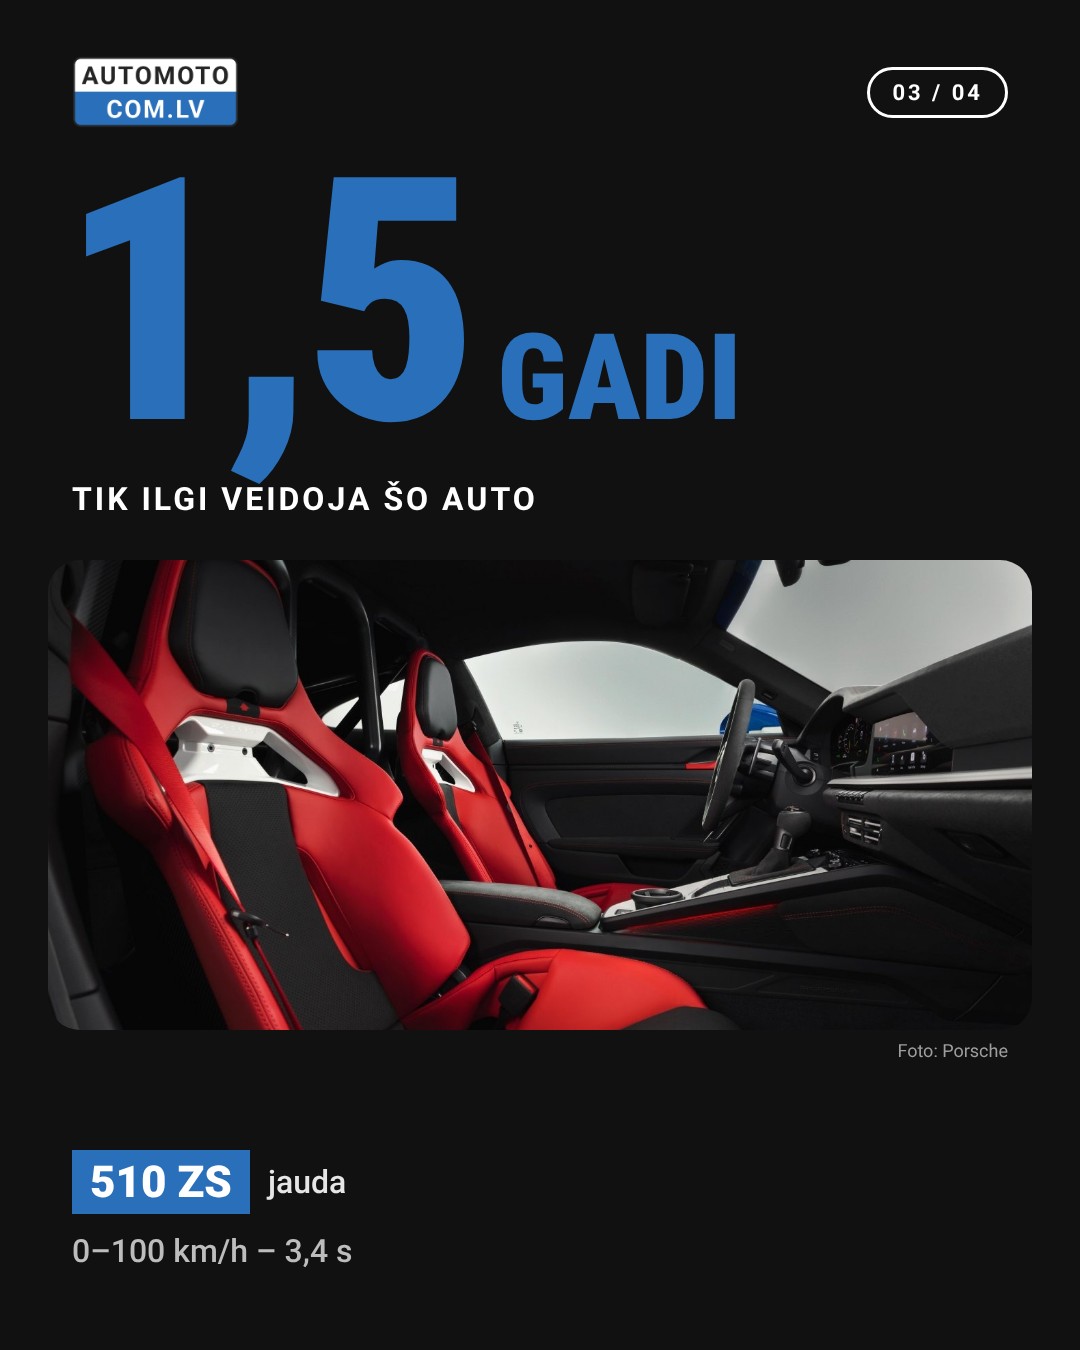 AUTOMOTO
COM.LV
03 / 04
1,5 GADI
TIK ILGI VEIDOJA ŠO AUTO
Foto: Porsche
510 ZS jauda
0–100 km/h – 3,4 s